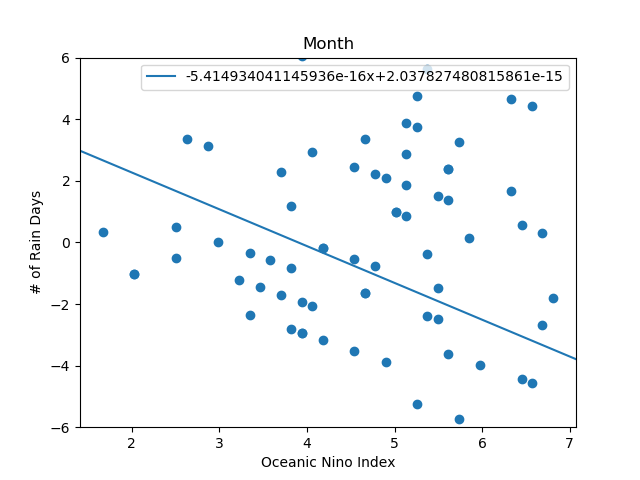 Month
-5.414934041145936e-16x+2.037827480815861e-15
6
4
2
0
−2
−4
−6
# of Rain Days
2 3 4 5 6 7
Oceanic Nino Index